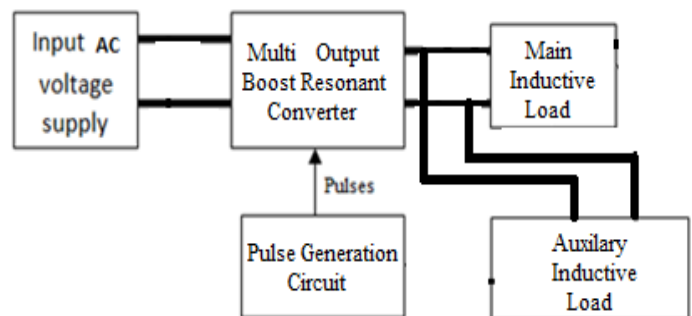 Input AC
voltage
supply
Multi Output
Boost Resonant
Converter
Main
Inductive
Load
Pulses
Pulse Generation
Circuit
Auxilary
Inductive
Load